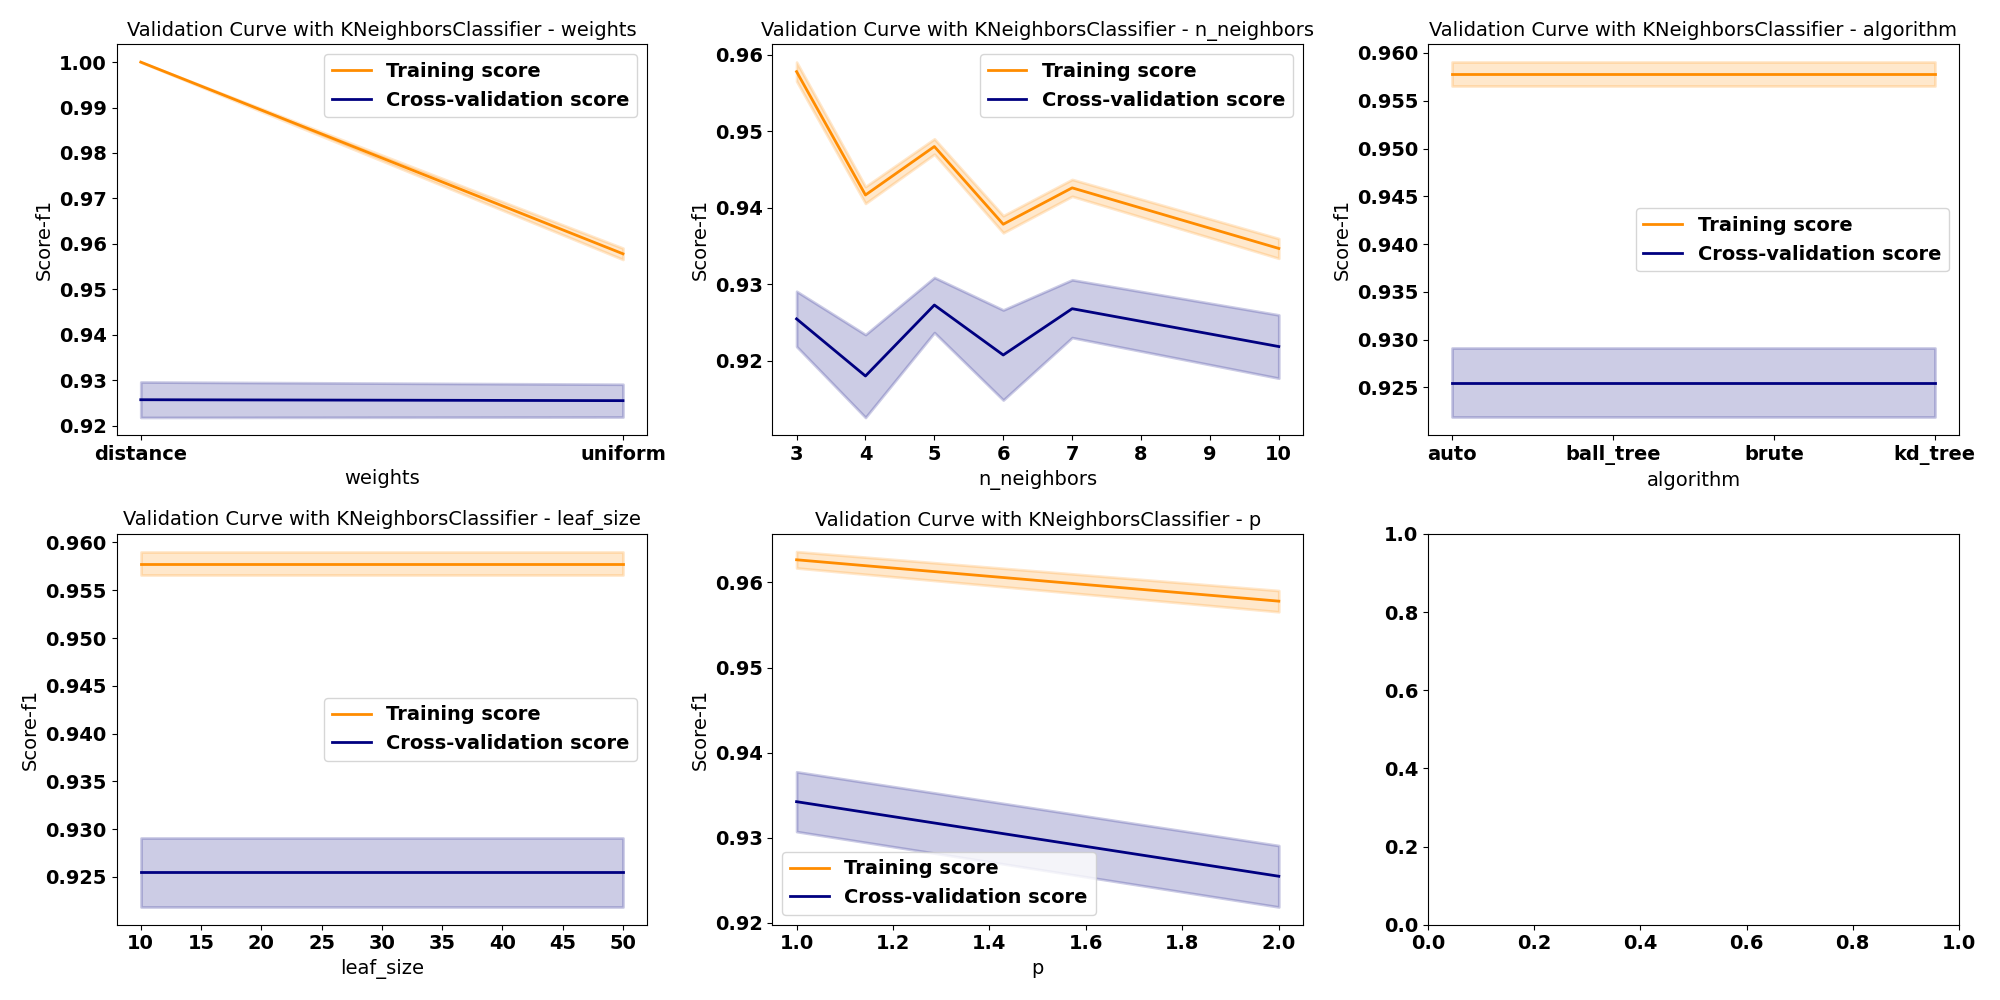 Validation Curve with KNeighborsClassifier - weights
Score-f1
1.00
0.99
0.98
0.97
0.96
0.95
0.94
0.93
0.92
Training score
Cross-validation score
distance
uniform
weights
Validation Curve with KNeighborsClassifier - n_neighbors
Score-f1
0.96
0.95
0.94
0.93
0.92
Training score
Cross-validation score
3 4 5 6 7 8 9 10
n_neighbors
Validation Curve with KNeighborsClassifier - algorithm
Score-f1
0.960
0.955
0.950
0.945
0.940
0.935
0.930
0.925
Training score
Cross-validation score
auto ball_tree brute kd_tree
algorithm
Validation Curve with KNeighborsClassifier - leaf_size
Score-f1
0.960
0.955
0.950
0.945
0.940
0.935
0.930
0.925
Training score
Cross-validation score
10 15 20 25 30 35 40 45 50
leaf_size
Validation Curve with KNeighborsClassifier - p
Score-f1
0.96
0.95
0.94
0.93
0.92
Training score
Cross-validation score
1.0 1.2 1.4 1.6 1.8 2.0
p
1.0
0.8
0.6
0.4
0.2
0.0
0.0 0.2 0.4 0.6 0.8 1.0